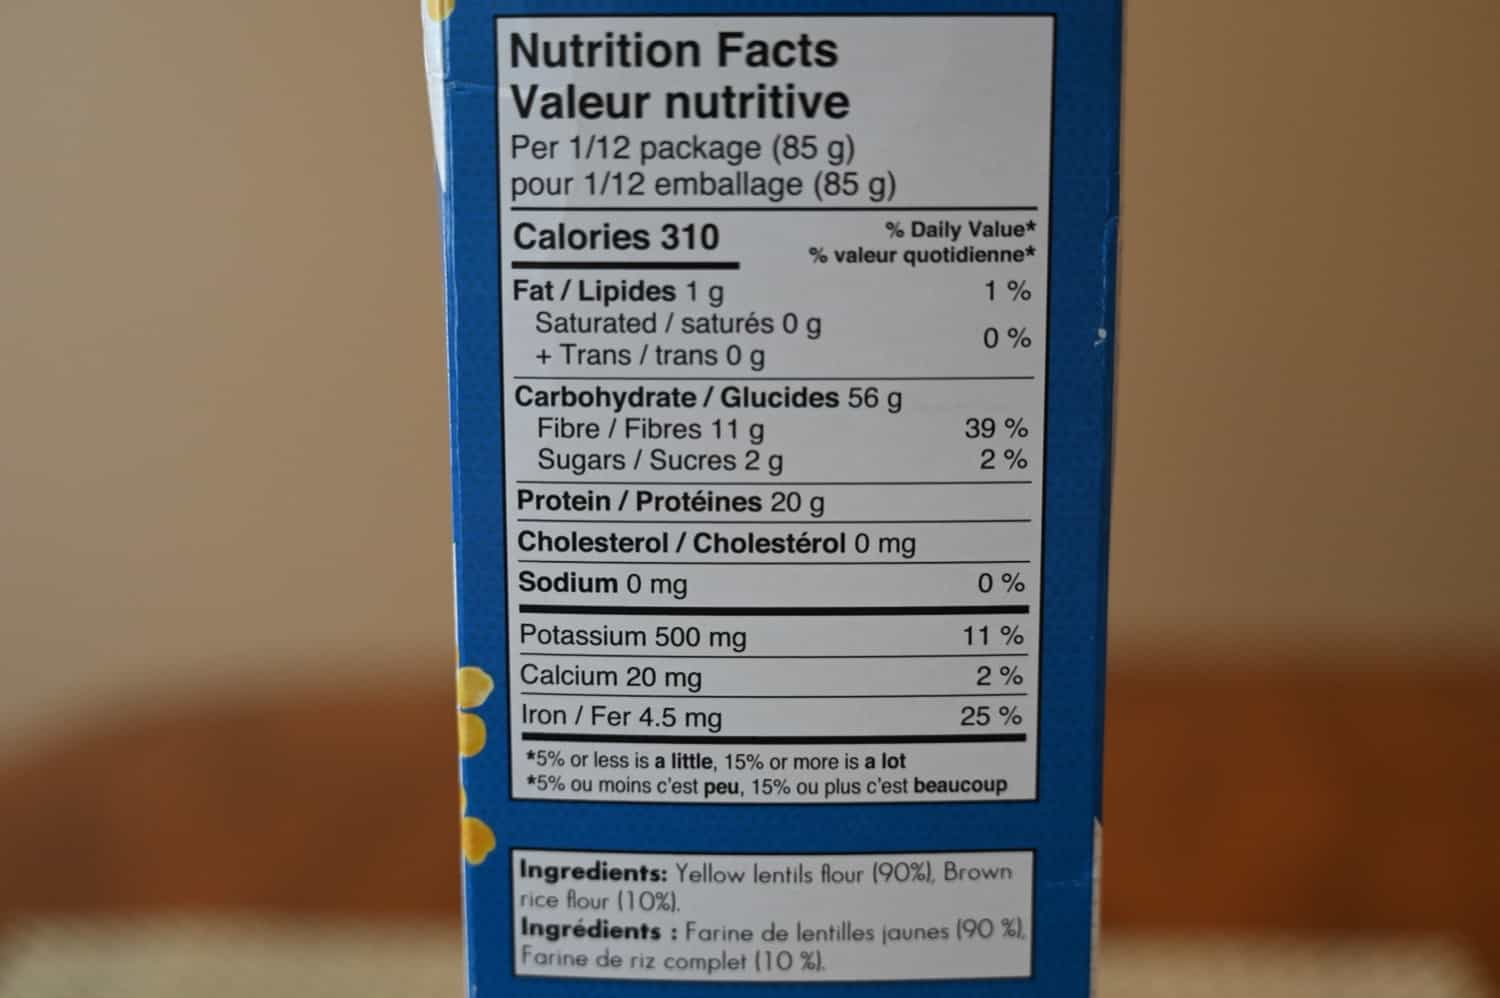 Nutrition Facts
Valeur nutritive
Per 1/12 package (85 g)
pour 1/12 emballage (85 g)
Calories 310
% Daily Value*
% valeur quotidienne*
Fat / Lipides 1 g 1 %
Saturated / saturés 0 g
+ Trans / trans 0 g
0 %
Carbohydrate / Glucides 56 g
Fibre / Fibres 11 g 39 %
Sugars / Sucres 2 g 2 %
Protein / Protéines 20 g
Cholesterol / Cholestérol 0 mg
Sodium 0 mg 0 %
Potassium 500 mg 11 %
Calcium 20 mg 2 %
Iron / Fer 4.5 mg 25 %
*5% or less is a little, 15% or more is a lot
*5% ou moins c'est peu, 15% ou plus c'est beaucoup
Ingredients: Yellow lentils flour (90%), Brown
rice flour (10%).
Ingrédients : Farine de lentilles jaunes (90 %),
Farine de riz complet (10 %).